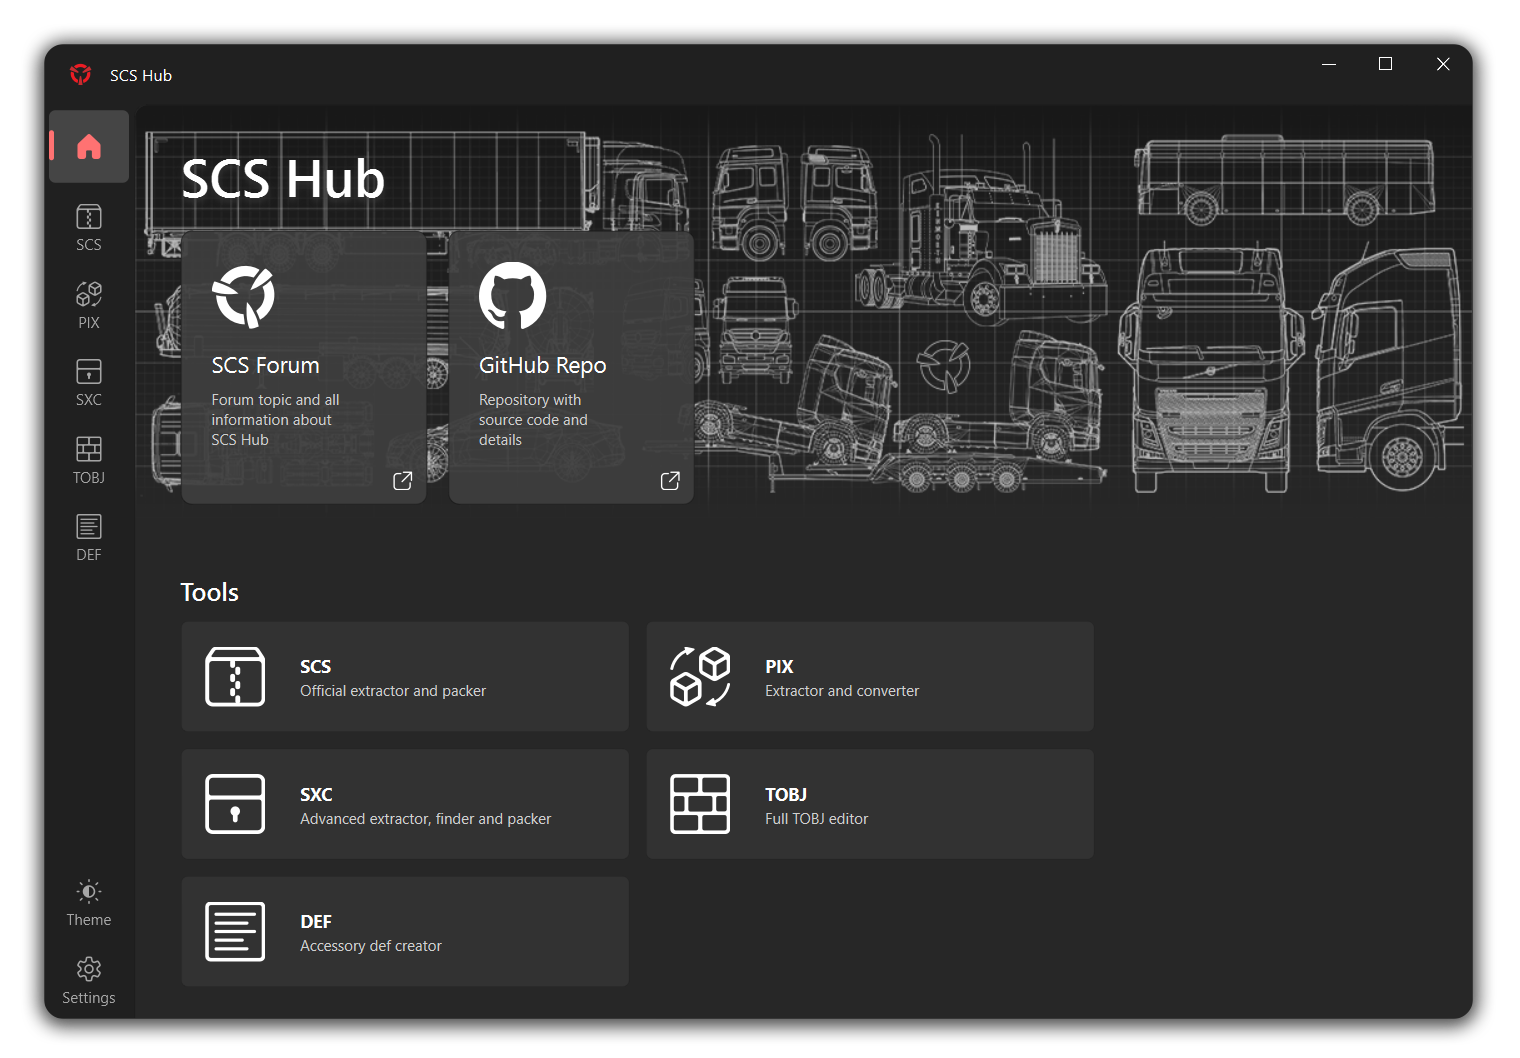 SCS Hub
SCS
PIX
SXC
TOBJ
DEF
Theme
Settings
SCS Hub
SCS Forum
Forum topic and all
information about
SCS Hub
GitHub Repo
Repository with
source code and
details
Tools
SCS
Official extractor and packer
PIX
Extractor and converter
SXC
Advanced extractor, finder and packer
TOBJ
Full TOBJ editor
DEF
Accessory def creator